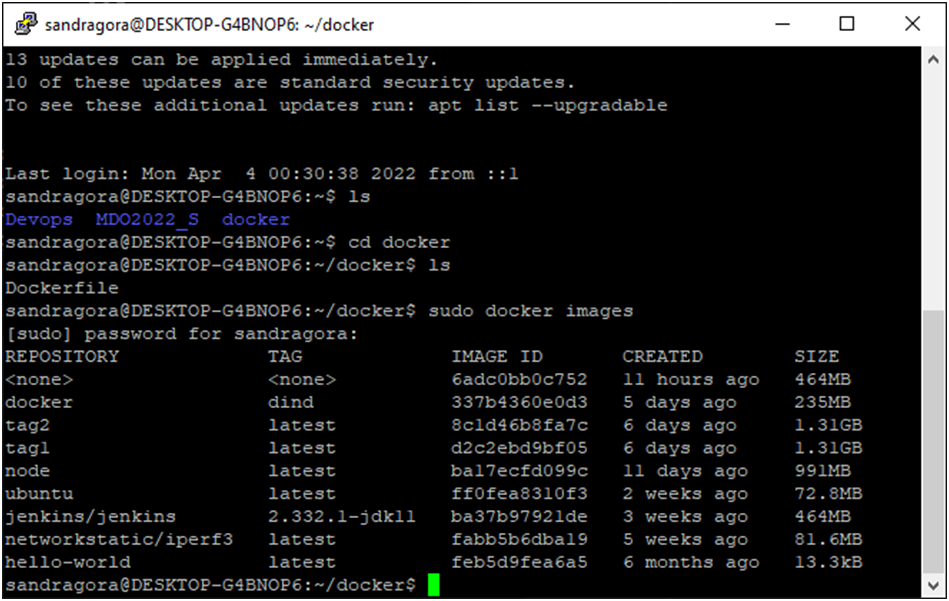 sandragora@DESKTOP-G4BNOP6: ~/docker
13 updates can be applied immediately.
10 of these updates are standard security updates.
To see these additional updates run: apt list --upgradable
Last login: Mon Apr  4 00:30:38 2022 from ::1
sandragora@DESKTOP-G4BNOP6:~$ ls
Devops  MDO2022_S  docker
sandragora@DESKTOP-G4BNOP6:~$ cd docker
sandragora@DESKTOP-G4BNOP6:~/docker$ ls
Dockerfile
sandragora@DESKTOP-G4BNOP6:~/docker$ sudo docker images
[sudo] password for sandragora:
REPOSITORY             TAG             IMAGE ID       CREATED        SIZE
<none>                 <none>          6adc0bb0c752   11 hours ago   464MB
docker                 dind            337b4360e0d3   5 days ago     235MB
tag2                   latest          8c1d46b8fa7c   6 days ago     1.31GB
tag1                   latest          d2c2ebd9bf05   6 days ago     1.31GB
node                   latest          ba17ecfd099c   11 days ago    991MB
ubuntu                 latest          ff0fea8310f3   2 weeks ago    72.8MB
jenkins/jenkins        2.332.1-jdk11   ba37b97921de   3 weeks ago    464MB
networkstatic/iperf3   latest          fabb5b6dba19   5 weeks ago    81.6MB
hello-world            latest          feb5d9fea6a5   6 months ago   13.3kB
sandragora@DESKTOP-G4BNOP6:~/docker$